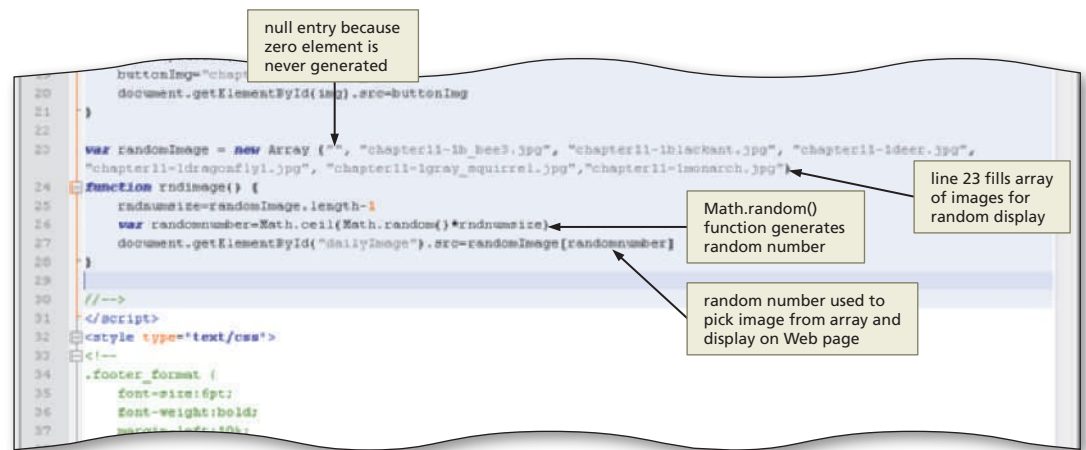 null entry because
zero element is
never generated
buttonImg="chapt
20 document.getElementById(img).src=buttonImg
21 }
22
23 var randomImage = new Array ("", "chapter11-1b_bee3.jpg", "chapter11-1blackant.jpg", "chapter11-1deer.jpg",
"chapter11-1dragonfly1.jpg", "chapter11-1gray_squirrel.jpg","chapter11-1monarch.jpg")
24 function rndimage() {
25 rndnumsize=randomImage.length-1
26 var randomnumber=Math.ceil(Math.random()*rndnumsize)
27 document.getElementById("dailyImage").src=randomImage[randomnumber]
28 }
29
30 //-->
31 </script>
32 <style type="text/css">
33 <!--
34 .footer_format {
35 font-size:6pt;
36 font-weight:bold;
37
line 23 fills array
of images for
random display
Math.random()
function generates
random number
random number used to
pick image from array and
display on Web page